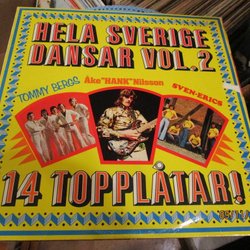 HELA SVERIGE
DANSAR VOL.2
TOMMY BERGS
Åke "HANK" Nilsson
SVEN-ERICS
14 TOPPLÅTAR!